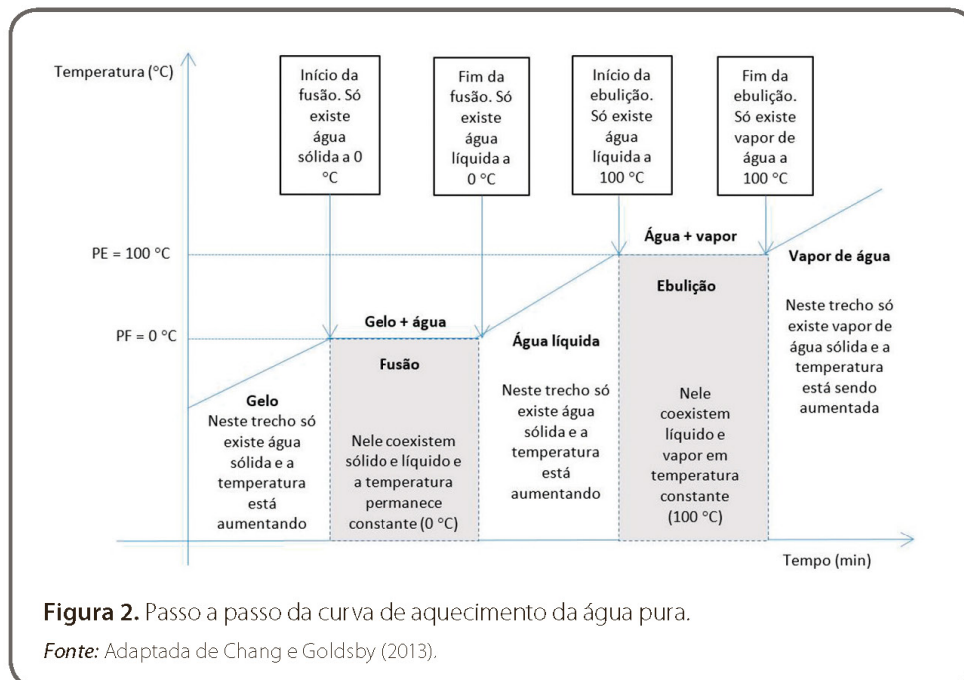 Temperatura (°C)
Início da
fusão. Só
existe
água
sólida a 0
°C
Fim da
fusão. Só
existe
água
líquida a
0 °C
Início da
ebulição.
Só existe
água
líquida a
100 °C
Fim da
ebulição.
Só existe
vapor de
água a
100 °C
PE = 100 °C
PF = 0 °C
Gelo
Neste trecho só
existe água
sólida e a
temperatura
está
aumentando
Gelo + água
Fusão
Nele coexistem
sólido e líquido e
a temperatura
permanece
constante (0 °C)
Água líquida
Neste trecho só
existe água
sólida e a
temperatura
está
aumentando
Água + vapor
Ebulição
Nele
coexistem
líquido e
vapor em
temperatura
constante
(100 °C)
Vapor de água
Neste trecho só
existe vapor de
água sólida e a
temperatura
está sendo
aumentada
Tempo (min)
Figura 2. Passo a passo da curva de aquecimento da água pura.
Fonte: Adaptada de Chang e Goldsby (2013).